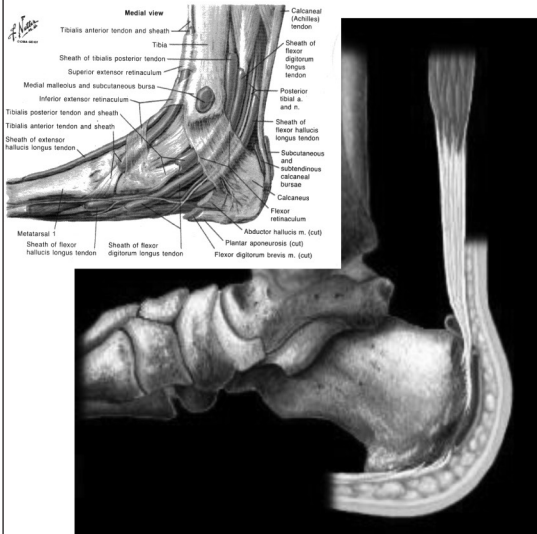 Medial view
Tibialis anterior tendon and sheath
Tibia
Sheath of tibialis posterior tendon
Superior extensor retinaculum
Medial malleolus and subcutaneous bursa
Inferior extensor retinaculum
Tibialis posterior tendon and sheath
Tibialis anterior tendon and sheath
Sheath of extensor
hallucis longus tendon
Metatarsal 1
Sheath of flexor
hallucis longus tendon
Sheath of flexor
digitorum longus tendon
Calcaneal
(Achilles)
tendon
Sheath of
flexor
digitorum
longus
tendon
Posterior
tibial a.
and n.
Sheath of
flexor hallucis
longus tendon
Subcutaneous
and
subtendinous
calcaneal
bursae
Calcaneus
Flexor
retinaculum
Abductor hallucis m. (cut)
Plantar aponeurosis (cut)
Flexor digitorum brevis m. (cut)